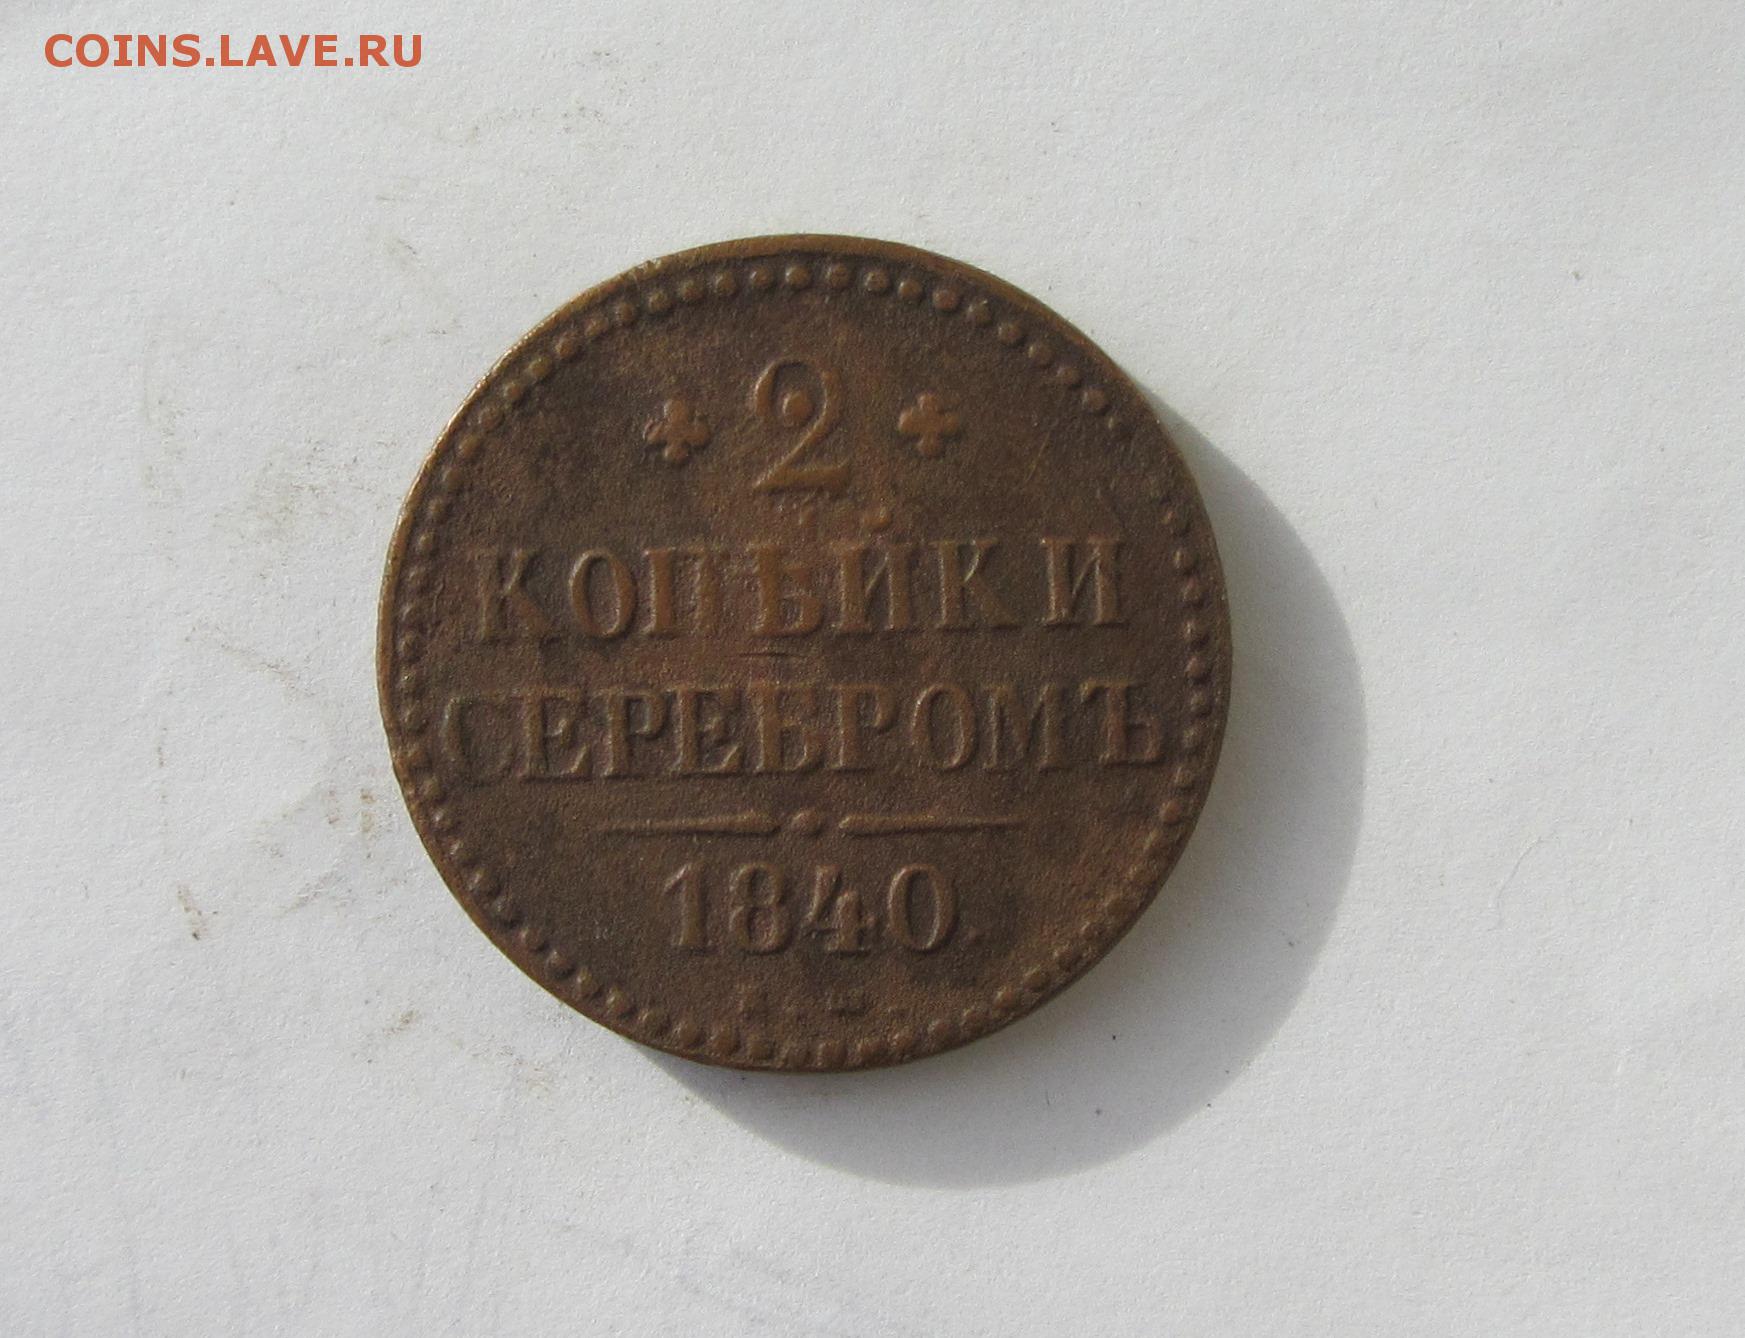 COINS.LAVE.RU
2
КОПѢЙКИ
СЕРЕБРОМЪ
1840.